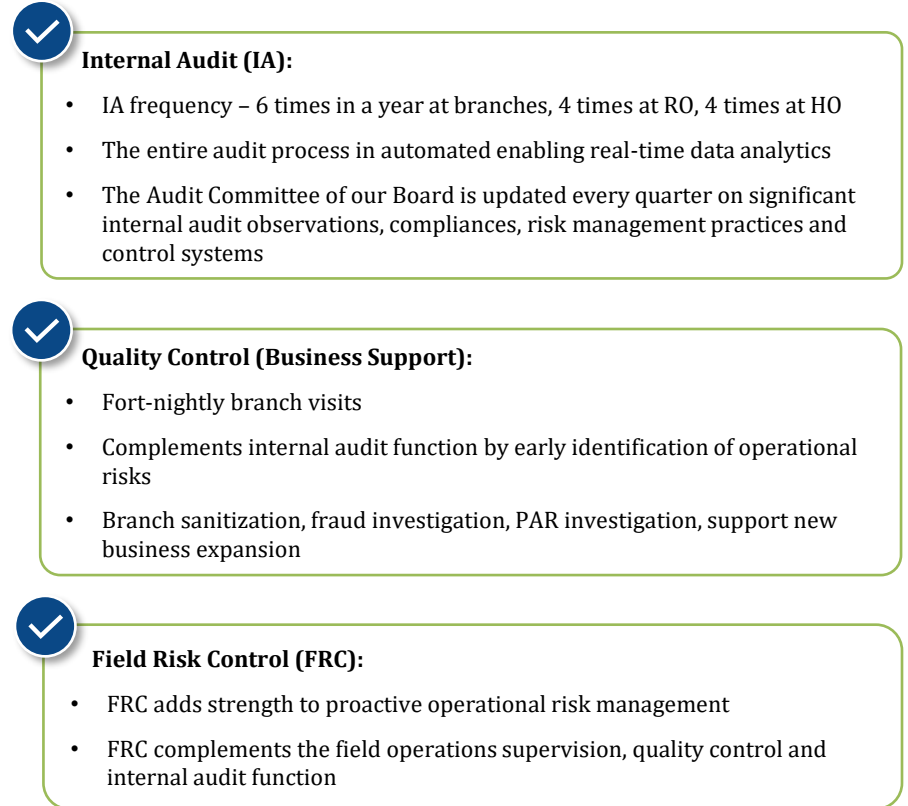 Internal Audit (IA):
• IA frequency – 6 times in a year at branches, 4 times at RO, 4 times at HO
• The entire audit process in automated enabling real-time data analytics
• The Audit Committee of our Board is updated every quarter on significant
internal audit observations, compliances, risk management practices and
control systems
Quality Control (Business Support):
• Fort-nightly branch visits
• Complements internal audit function by early identification of operational
risks
• Branch sanitization, fraud investigation, PAR investigation, support new
business expansion
Field Risk Control (FRC):
• FRC adds strength to proactive operational risk management
• FRC complements the field operations supervision, quality control and
internal audit function